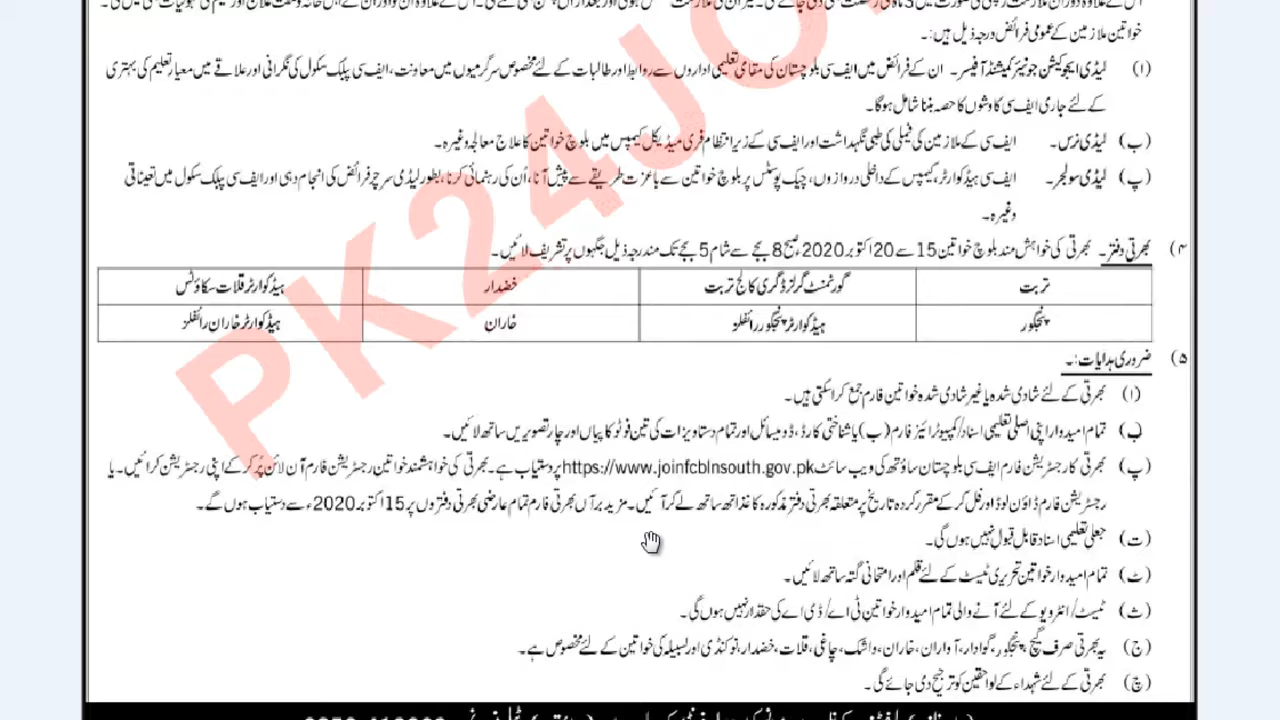 خواتین ملازمین کے عمومی فرائض درجہ ذیل ہیں:۔
(ا) لیڈی ایجوکیشن جونیئر کمیشنڈ آفیسر۔ ان کے فرائض میں ایف سی بلوچستان کی مقامی تعلیمی اداروں سے روابط اور طالبات کے لئے مخصوص سرگرمیوں میں معاونت، ایف سی پبلک سکول کی نگرانی اور علاقے میں معیار تعلیم کی بہتری
کے لئے جاری ایف سی کاوشوں کا حصہ بننا شامل ہوگا۔
(ب) لیڈی نرس۔ ایف سی کے ملازمین کی فیملی کی طبی نگہداشت اور ایف سی کے زیر انتظام فری میڈیکل کیمپس میں بلوچ خواتین کا علاج معالجہ وغیرہ۔
(پ) لیڈی سولجر۔ ایف سی ہیڈکوارٹر، کیمپس کے داخلی دروازوں، چیک پوسٹس پر بلوچ خواتین سے باعزت طریقے سے پیش آنا، اُن کی رہنمائی کرنا، بطور لیڈی سرچر فرائض کی انجام دہی اور ایف سی پبلک سکول میں تعیناتی
وغیرہ۔
۴) بھرتی دفتر۔ بھرتی کی خواہش مند بلوچ خواتین 15 سے 20 اکتوبر 2020ء صبح 8 بجے سے شام 5 بجے تک مندرجہ ذیل جگہوں پر تشریف لائیں۔
تربت گورنمنٹ گرلز ڈگری کالج تربت خضدار ہیڈکوارٹر قلات سکاؤٹس
پنجگور ہیڈکوارٹر پنجگور رائفلز خاران ہیڈکوارٹر خاران رائفلز
۵) ضروری ہدایات:۔
(ا) بھرتی کے لئے شادی شدہ یا غیر شادی شدہ خواتین فارم جمع کراسکتی ہیں۔
(ب) تمام امیدوار اپنی اصلی تعلیمی اسناد/کمپیوٹرائیز فارم (ب) یا شناختی کارڈ، ڈومیسائل اور تمام دستاویزات کی تین فوٹو کاپیاں اور چار تصویریں ساتھ لائیں۔
(پ) بھرتی کا رجسٹریشن فارم ایف سی بلوچستان ساؤتھ کی ویب سائٹ https://www.joinfcblnsouth.gov.pk پر دستیاب ہے۔ بھرتی کی خواہشمند خواتین رجسٹریشن فارم آن لائن پُر کر کے اپنی رجسٹریشن کرائیں۔ یا
رجسٹریشن فارم ڈاؤن لوڈ اور فل کر کے مقرر کردہ تاریخ پر متعلقہ بھرتی دفتر مذکورہ کاغذات ساتھ لے کر آئیں۔ مزید برآں بھرتی فارم تمام عارضی بھرتی دفتروں پر 15 اکتوبر 2020ء سے دستیاب ہوں گے۔
(ت) جعلی تعلیمی اسناد قابل قبول نہیں ہوں گی۔
(ٹ) تمام امیدوار خواتین تحریری ٹیسٹ کے لئے قلم اور امتحانی گتہ ساتھ لائیں۔
(ث) ٹیسٹ/انٹرویو کے لئے آنے والی تمام امیدوار خواتین ٹی اے/ڈی اے کی حقدار نہیں ہوں گی۔
(ج) یہ بھرتی صرف کیچ، پنجگور، گوادار، آواران، خاران، واشک، چاغی، قلات، خضدار، نوکنڈی اور لسبیلہ کی خواتین کے لئے مخصوص ہے۔
(چ) بھرتی کے لئے شہداء کے لواحقین کو ترجیح دی جائے گی۔